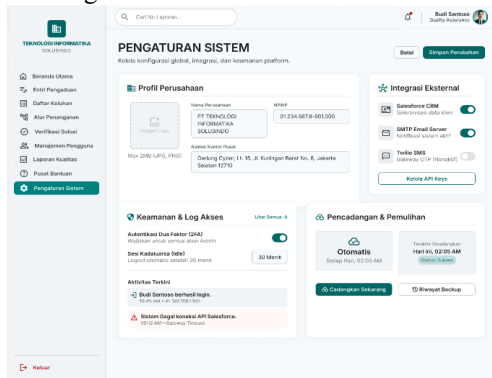 Cari No Laporan...
Budi Santoso
Quality Assurance
TEKNOLOGI INFORMATIKA
SOLUSINDO
PENGATURAN SISTEM
Kelola konfigurasi global, integrasi, dan keamanan platform.
Batal
Simpan Perubahan
Beranda Utama
Entri Pengaduan
Daftar Keluhan
Alur Penanganan
Verifikasi Solusi
Manajemen Pengguna
Laporan Kualitas
Pusat Bantuan
Pengaturan Sistem
Keluar
Profil Perusahaan
Upload Logo
Max 2MB (JPG, PNG)
Nama Perusahaan
PT TEKNOLOGI
INFORMATIKA
SOLUSINDO
NPWP
01.234.567.8-901.000
Alamat Kantor Pusat
Gedung Cyber, Lt. 15, Jl. Kuningan Barat No. 8, Jakarta
Selatan 12710
Integrasi Eksternal
Salesforce CRM
Sinkronisasi data klien
SMTP Email Server
Notifikasi sistem aktif
Twilio SMS
Gateway OTP (Nonaktif)
Kelola API Keys
Keamanan & Log Akses
Lihat Semua
Autentikasi Dua Faktor (2FA)
Wajibkan untuk semua akun Admin
Sesi Kadaluarsa (Idle)
Logout otomatis setelah 30 menit
30 Menit
Aktivitas Terkini
Budi Santoso berhasil login.
Sistem Gagal koneksi API Salesforce.
09:12 AM • Gateway Timeout
Pencadangan & Pemulihan
Otomatis
Setiap Hari, 02:00 AM
Terakhir Dicadangkan
Hari ini, 02:05 AM
Status: Sukses
Cadangkan Sekarang
Riwayat Backup